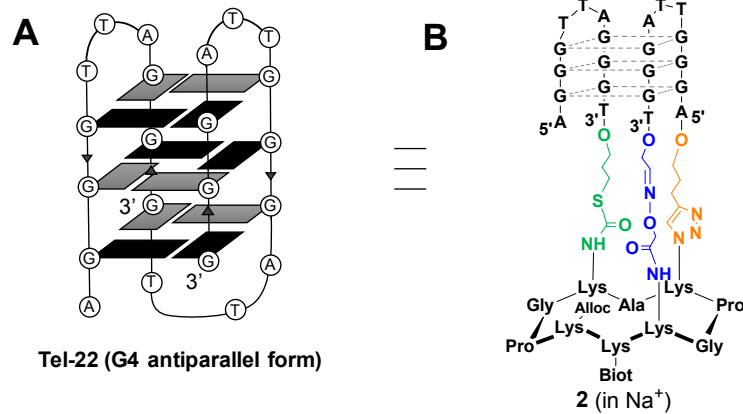 A
T A T T
T A G G
G G G
G G G
3' G
G G
3'
A T T A
Tel-22 (G4 antiparallel form)
B
T A A T
T G G T
G G G G
G G G G
G
5' A 3' T 3' T A 5'
O O O
N
S O N N
O O N
NH NH
Lys Lys
Gly Alloc Ala Pro
Lys Lys
Pro Lys Gly
Biot
2 (in Na⁺)